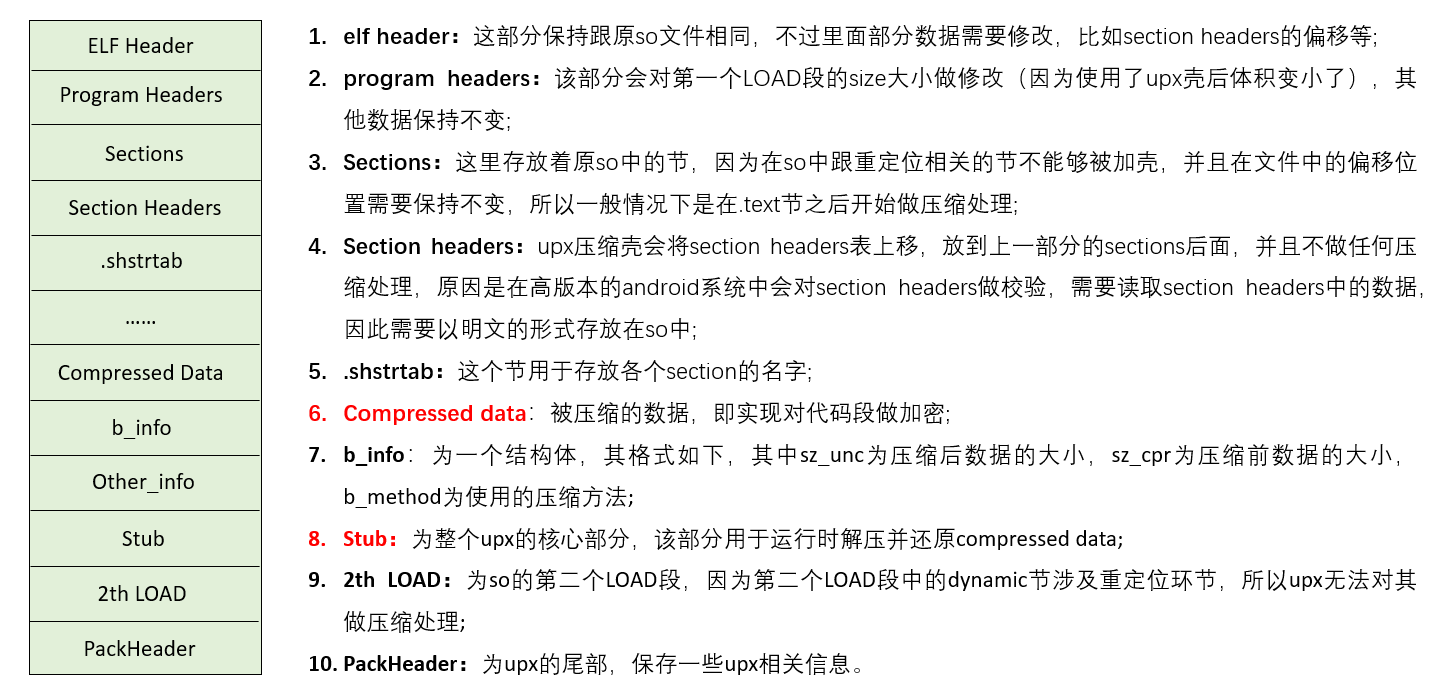 ELF Header
Program Headers
Sections
Section Headers
.shstrtab
......
Compressed Data
b_info
Other_info
Stub
2th LOAD
PackHeader
1. elf header：这部分保持跟原so文件相同，不过里面部分数据需要修改，比如section headers的偏移等;
2. program headers：该部分会对第一个LOAD段的size大小做修改（因为使用了upx壳后体积变小了），其
他数据保持不变;
3. Sections：这里存放着原so中的节，因为在so中跟重定位相关的节不能够被加壳，并且在文件中的偏移位
置需要保持不变，所以一般情况下是在.text节之后开始做压缩处理;
4. Section headers：upx压缩壳会将section headers表上移，放到上一部分的sections后面，并且不做任何压
缩处理，原因是在高版本的android系统中会对section headers做校验，需要读取section headers中的数据，
因此需要以明文的形式存放在so中;
5. .shstrtab：这个节用于存放各个section的名字;
6. Compressed data：被压缩的数据，即实现对代码段做加密;
7. b_info：为一个结构体，其格式如下，其中sz_unc为压缩后数据的大小，sz_cpr为压缩前数据的大小，
b_method为使用的压缩方法;
8. Stub：为整个upx的核心部分，该部分用于运行时解压并还原compressed data;
9. 2th LOAD：为so的第二个LOAD段，因为第二个LOAD段中的dynamic节涉及重定位环节，所以upx无法对其
做压缩处理;
10. PackHeader：为upx的尾部，保存一些upx相关信息。